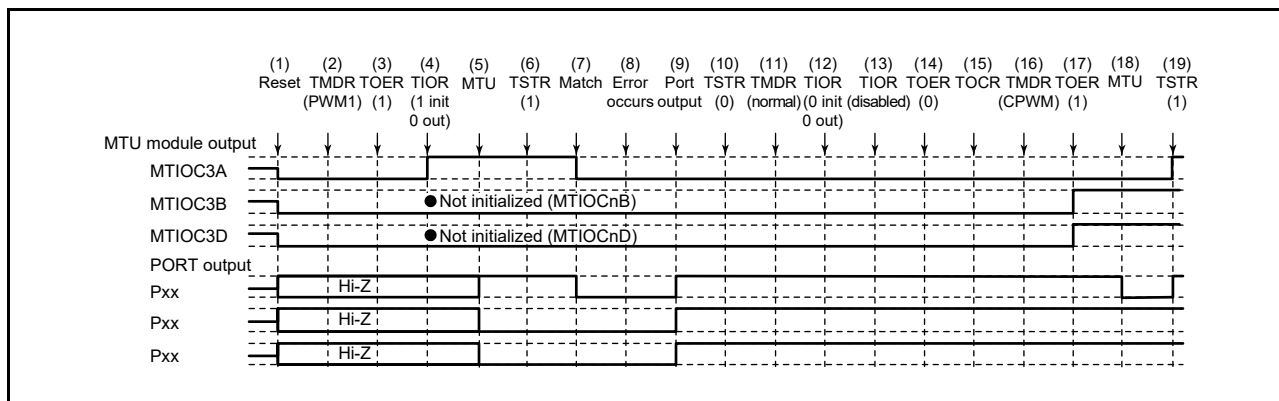 (1) (2) (3) (4) (5) (6) (7) (8) (9) (10) (11) (12) (13) (14) (15) (16) (17) (18) (19)
Reset TMDR TOER TIOR MTU TSTR Match Error Port TSTR TMDR TIOR TIOR TOER TOCR TMDR TOER MTU TSTR
(PWM1) (1) (1 init (1) occurs output (0) (normal) (0 init (disabled) (0) (CPWM) (1) (1)
0 out) 0 out)
MTU module output
MTIOC3A
MTIOC3B ●Not initialized (MTIOCnB)
MTIOC3D ●Not initialized (MTIOCnD)
PORT output
Pxx Hi-Z
Pxx Hi-Z
Pxx Hi-Z